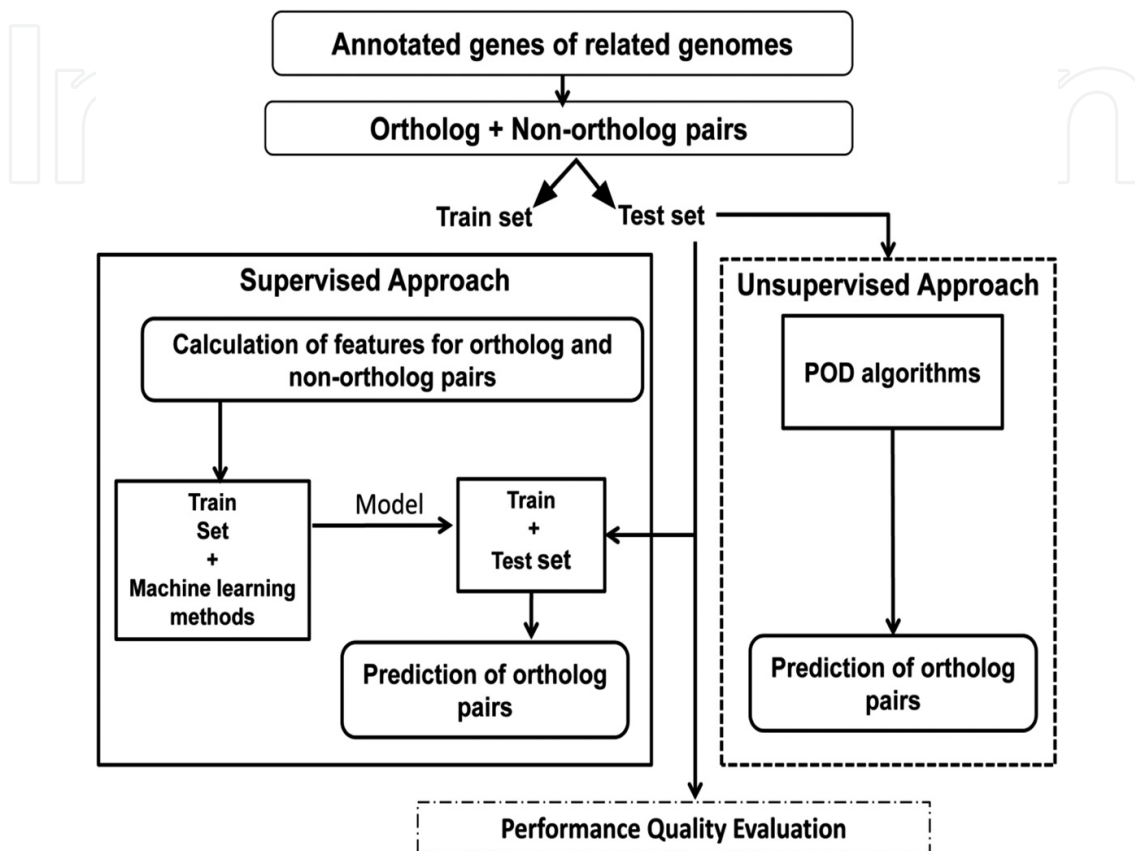 Annotated genes of related genomes
Ortholog + Non-ortholog pairs
Train set
Test set
Supervised Approach
Calculation of features for ortholog and
non-ortholog pairs
Train
Set
+
Machine learning
methods
Model
Train
+
Test set
Prediction of ortholog
pairs
Unsupervised Approach
POD algorithms
Prediction of ortholog
pairs
Performance Quality Evaluation